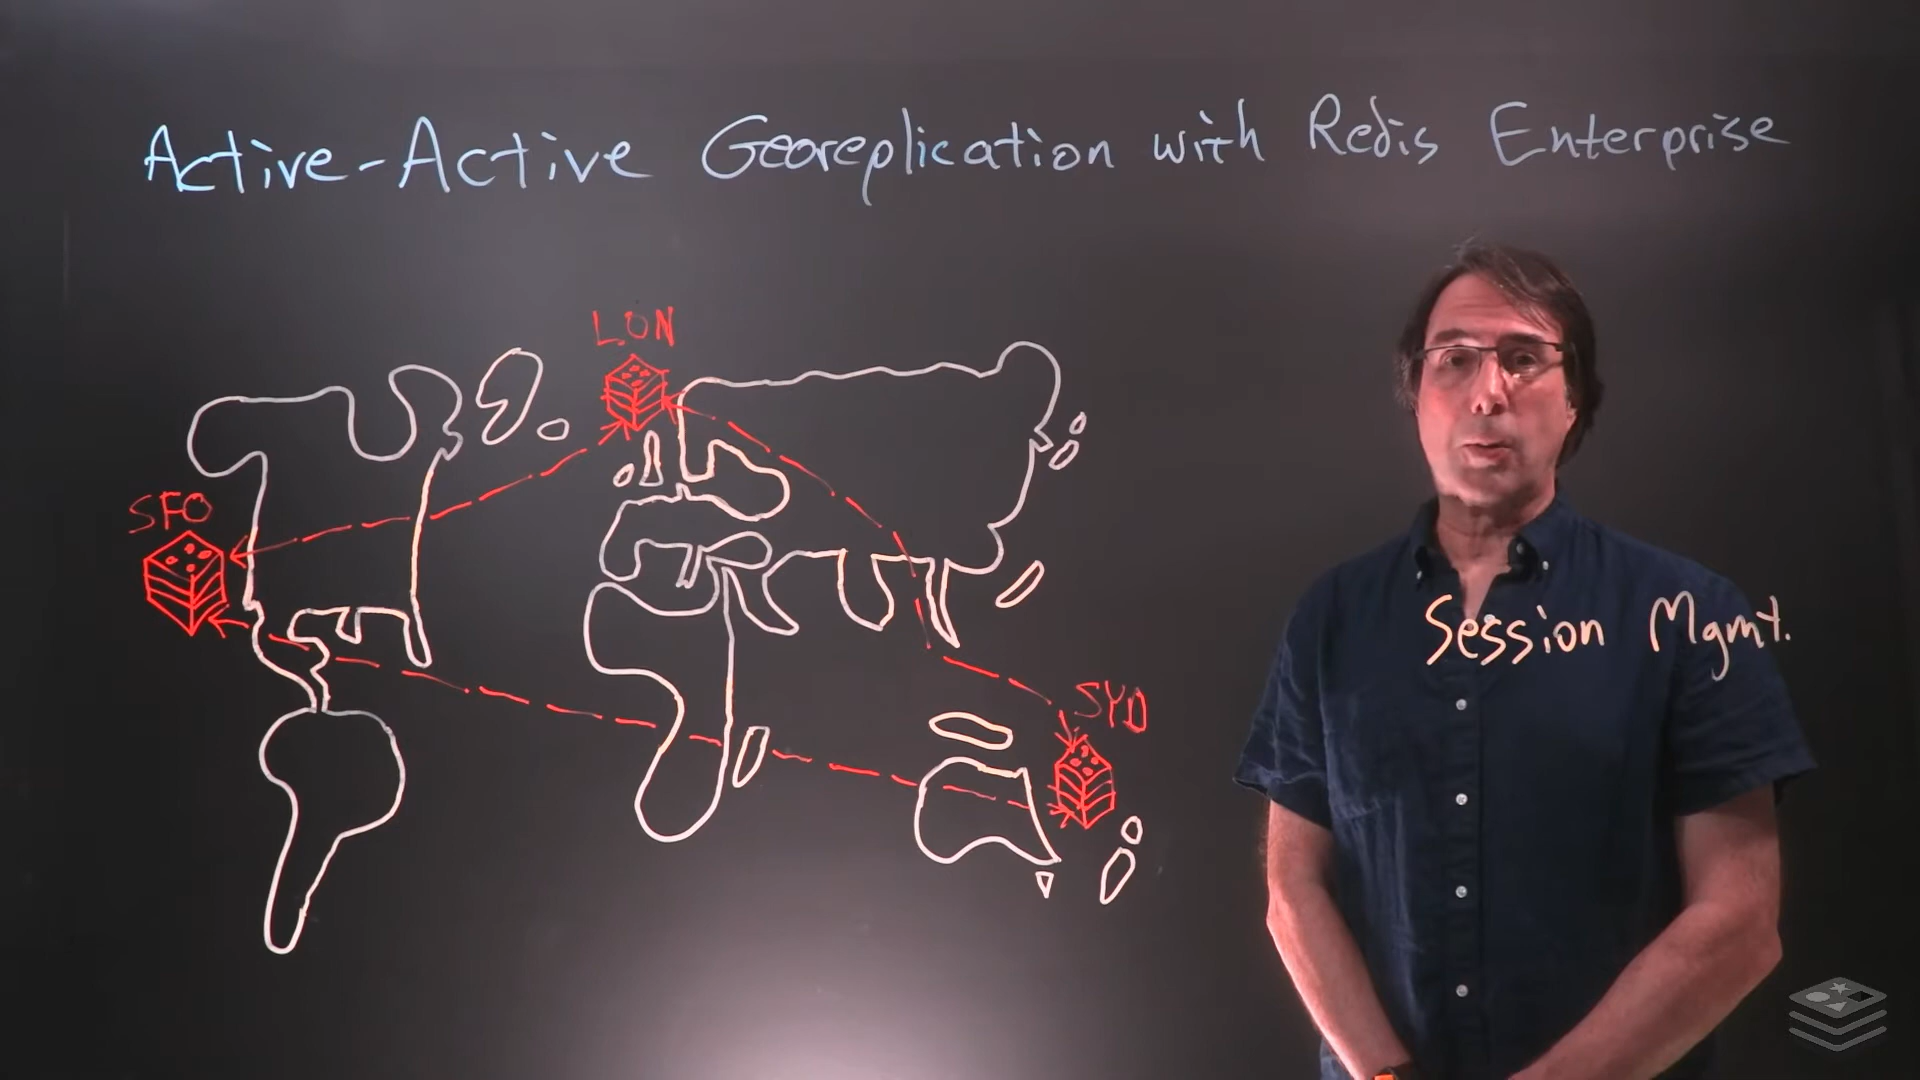 Active-Active Georeplication with Redis Enterprise
LON
SFO
Session Mgmt.
SYD